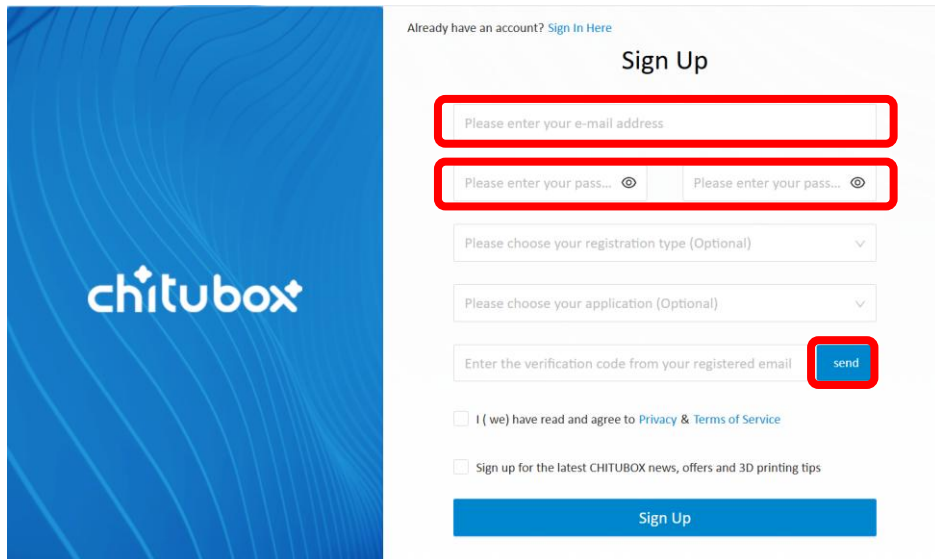 Already have an account? Sign In Here
Sign Up
Please enter your e-mail address
Please enter your pass... Please enter your pass...
Please choose your registration type (Optional)
chitubox
Please choose your application (Optional)
Enter the verification code from your registered email send
I ( we) have read and agree to Privacy & Terms of Service
Sign up for the latest CHITUBOX news, offers and 3D printing tips
Sign Up